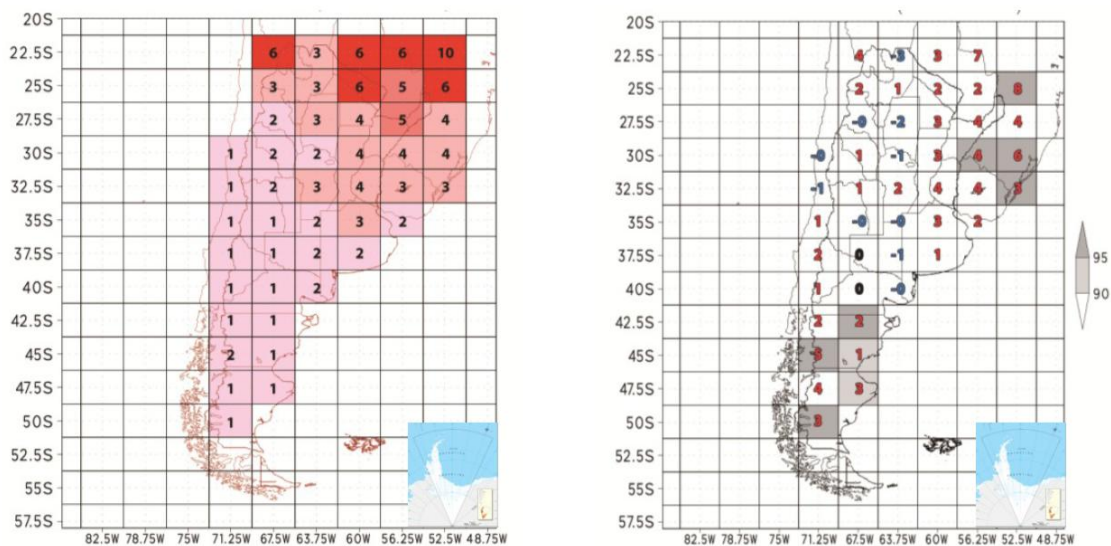 20S
22.5S 6 3 6 6 10
25S 3 3 6 5 6
27.5S 2 3 4 5 4
30S 1 2 2 4 4 4
32.5S 1 2 3 4 3 3
35S 1 1 2 3 2
37.5S 1 1 2 2
40S 1 1 2
42.5S 1 1
45S 2 1
47.5S 1 1
50S 1
52.5S
55S
57.5S
82.5W 78.75W 75W 71.25W 67.5W 63.75W 60W 56.25W 52.5W 48.75W
20S
22.5S 4 -3 3 7
25S 2 1 2 2 8
27.5S -0 -2 3 4 4
30S -0 1 -1 3 4 6
32.5S -1 1 2 4 4
35S 1 -0 -0 3 2
37.5S 2 0 -1 1
40S 1 0 -0
42.5S 2 2
45S 1
47.5S 4 3
50S 3
52.5S
55S
57.5S
82.5W 78.75W 75W 71.25W 67.5W 63.75W 60W 56.25W 52.5W 48.75W
95
90